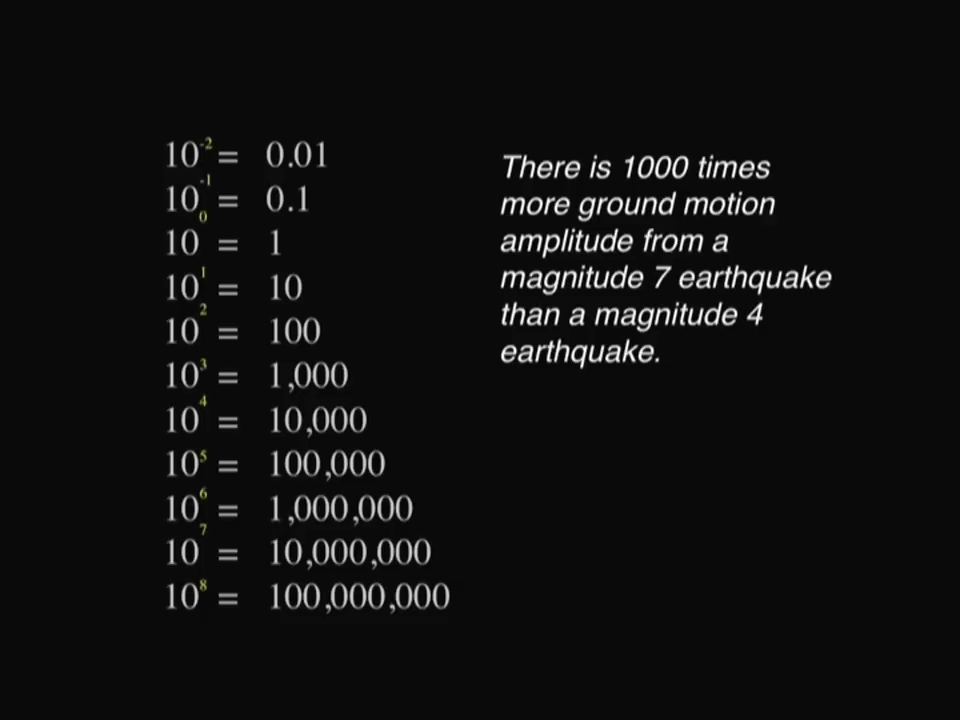 10⁻² = 0.01
10⁻¹ = 0.1
10⁰ = 1
10¹ = 10
10² = 100
10³ = 1,000
10⁴ = 10,000
10⁵ = 100,000
10⁶ = 1,000,000
10⁷ = 10,000,000
10⁸ = 100,000,000
There is 1000 times
more ground motion
amplitude from a
magnitude 7 earthquake
than a magnitude 4
earthquake.